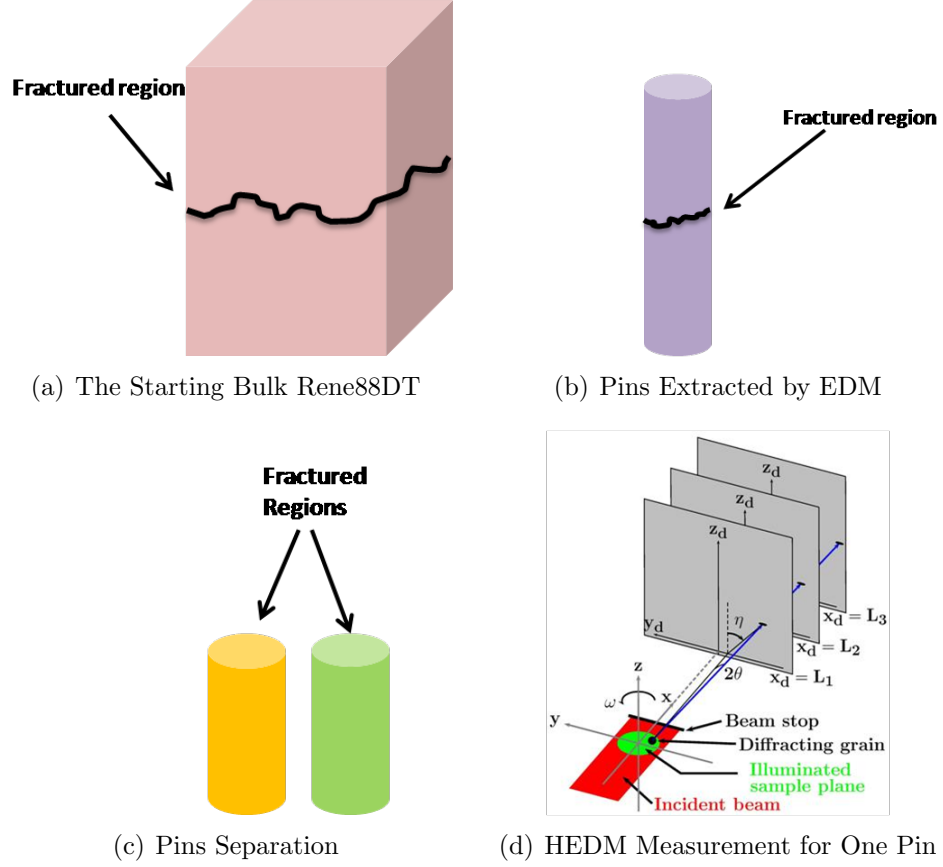 Fractured region
(a) The Starting Bulk Rene88DT
Fractured region
(b) Pins Extracted by EDM
Fractured
Regions
(c) Pins Separation
z_d
z_d
z_d
η
y_d
x_d = L_3
x_d = L_2
x_d = L_1
2θ
z
ω
x
y
Beam stop
Diffracting grain
Illuminated
sample plane
Incident beam
(d) HEDM Measurement for One Pin